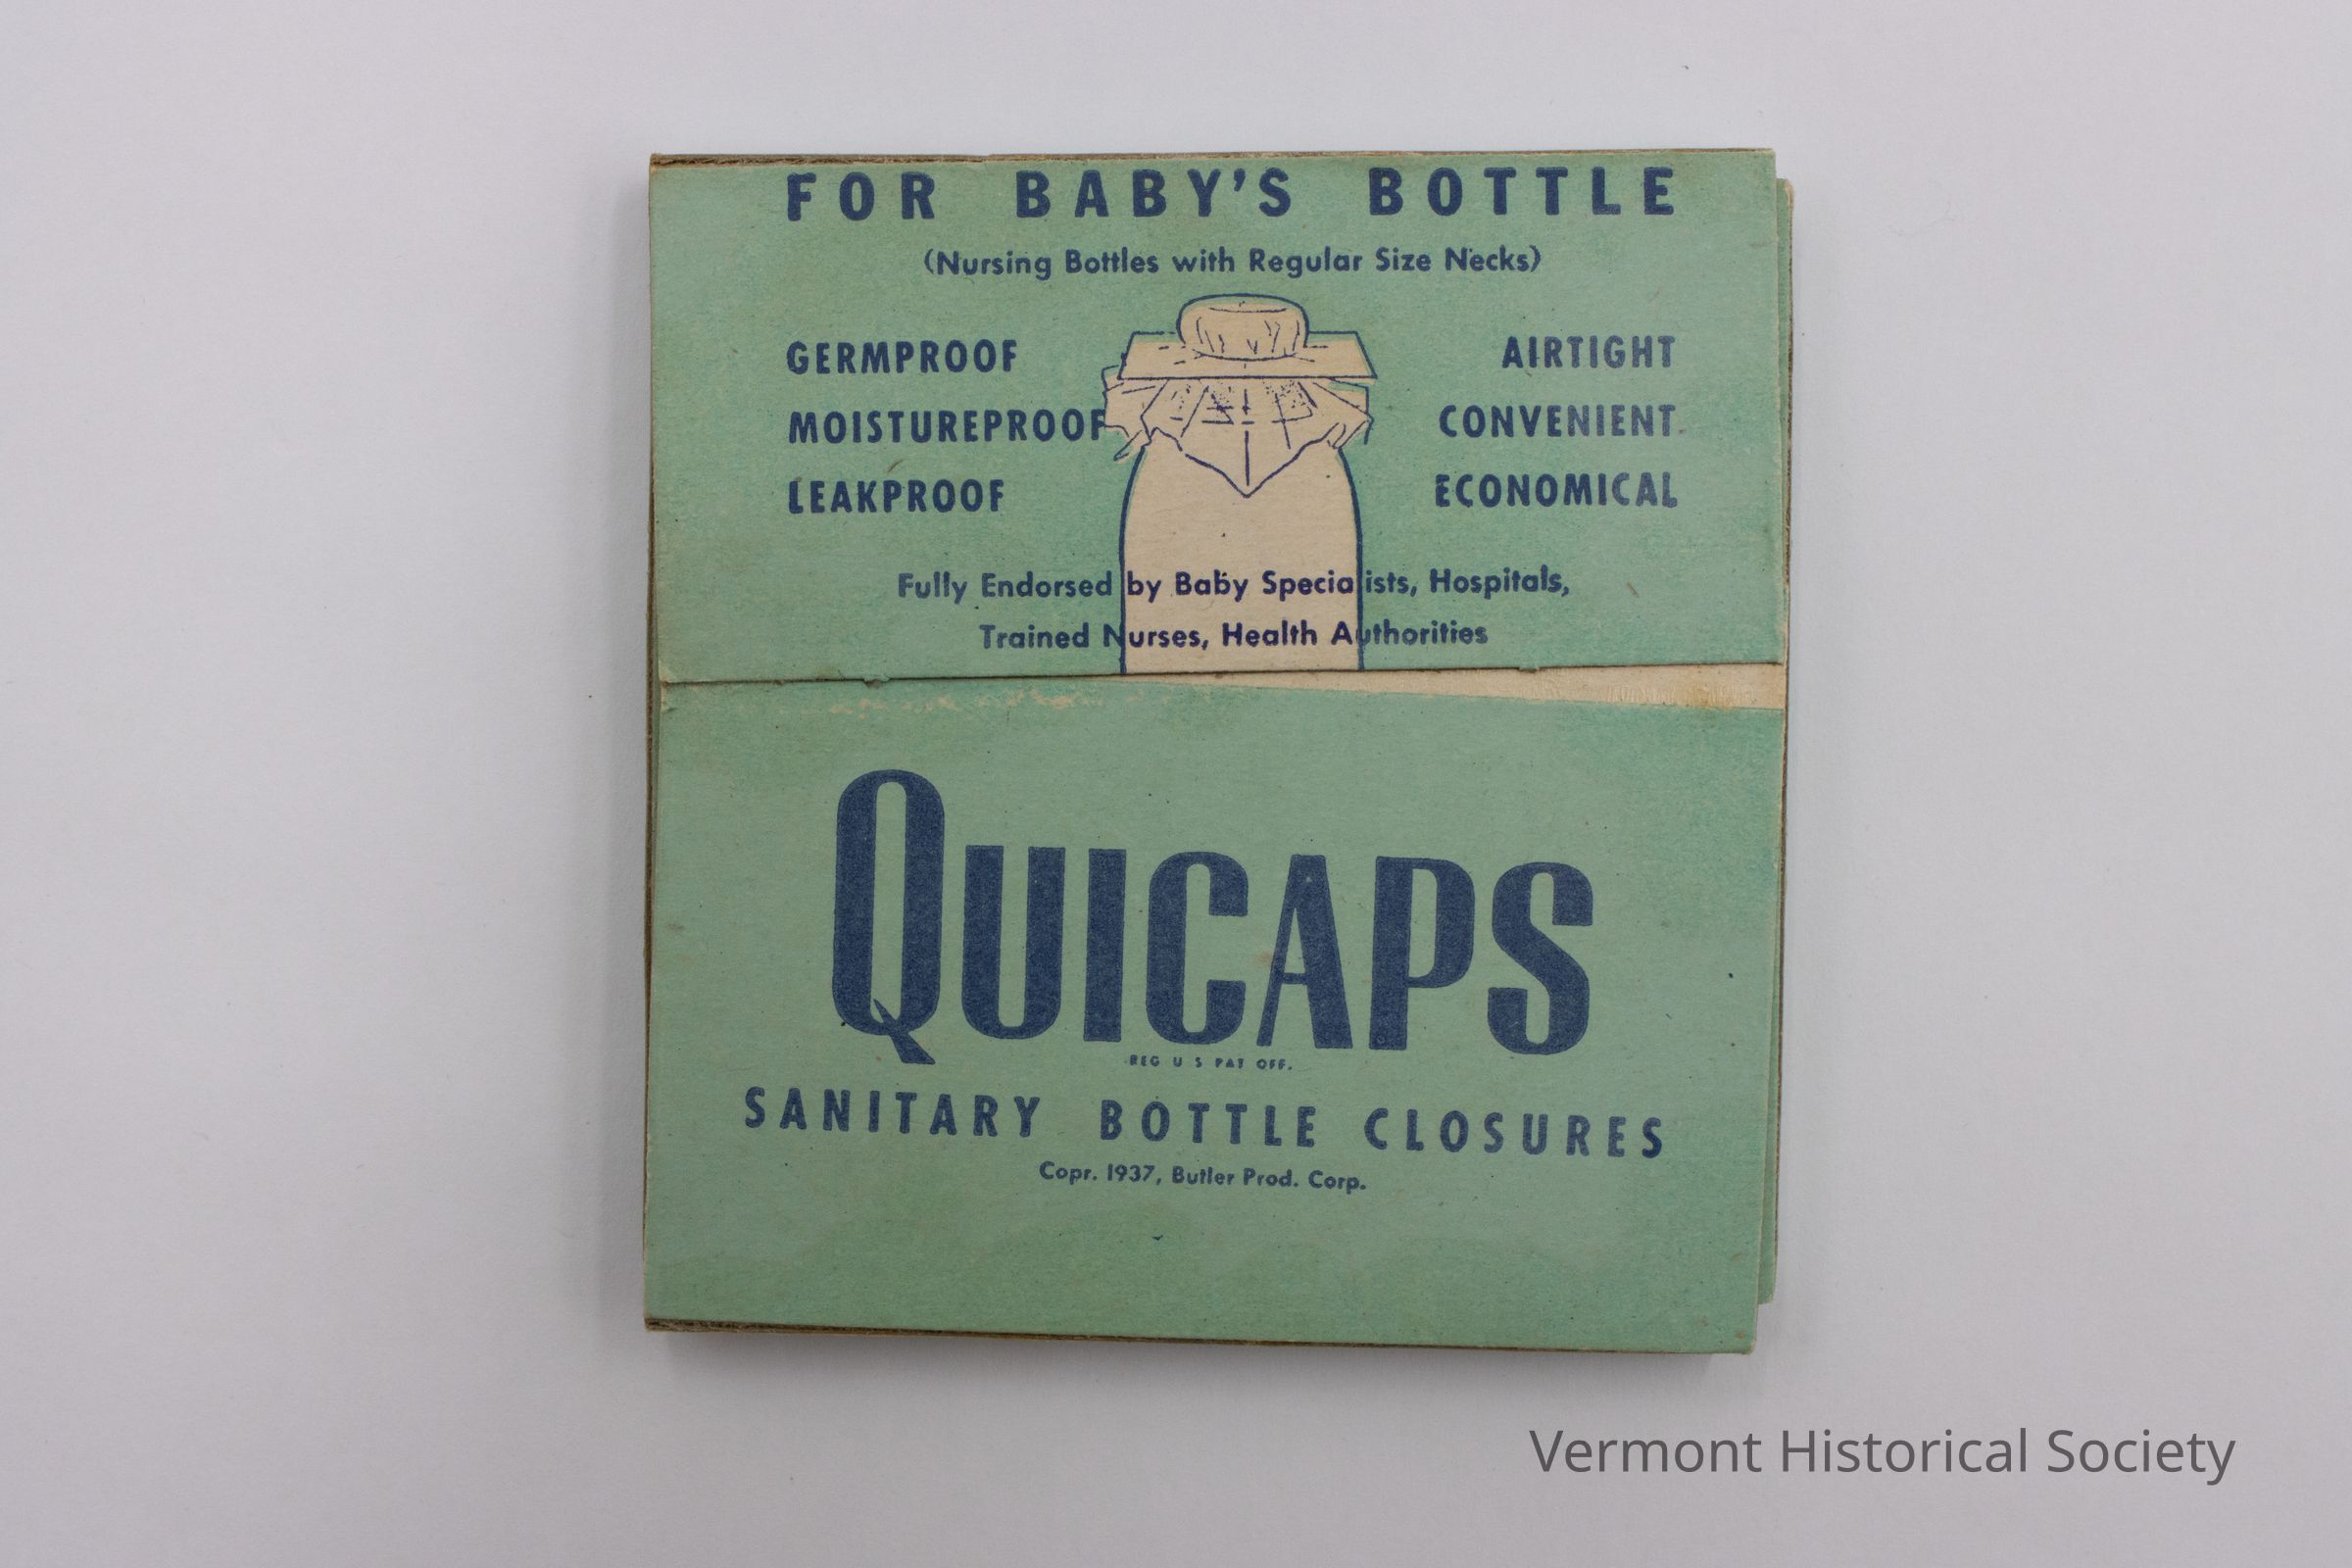 FOR BABY'S BOTTLE
(Nursing Bottles with Regular Size Necks)
GERMPROOF AIRTIGHT
MOISTUREPROOF CONVENIENT
LEAKPROOF ECONOMICAL
Fully Endorsed by Baby Specialists, Hospitals,
Trained Nurses, Health Authorities
QUICAPS
REG U S PAT OFF.
SANITARY BOTTLE CLOSURES
Copr. 1937, Butler Prod. Corp.
Vermont Historical Society